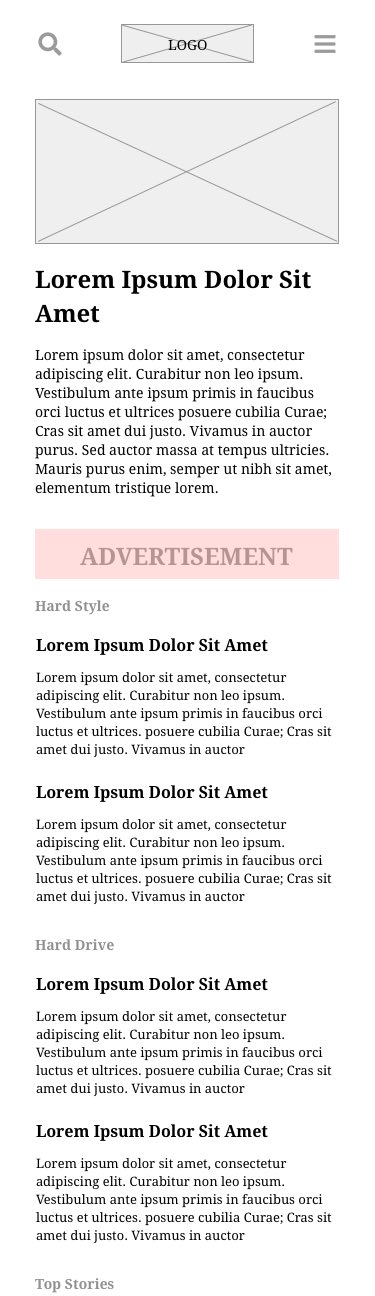 LOGO
Lorem Ipsum Dolor Sit
Amet
Lorem ipsum dolor sit amet, consectetur
adipiscing elit. Curabitur non leo ipsum.
Vestibulum ante ipsum primis in faucibus
orci luctus et ultrices posuere cubilia Curae;
Cras sit amet dui justo. Vivamus in auctor
purus. Sed auctor massa at tempus ultricies.
Mauris purus enim, semper ut nibh sit amet,
elementum tristique lorem.
ADVERTISEMENT
Hard Style
Lorem Ipsum Dolor Sit Amet
Lorem ipsum dolor sit amet, consectetur
adipiscing elit. Curabitur non leo ipsum.
Vestibulum ante ipsum primis in faucibus orci
luctus et ultrices. posuere cubilia Curae; Cras sit
amet dui justo. Vivamus in auctor
Lorem Ipsum Dolor Sit Amet
Lorem ipsum dolor sit amet, consectetur
adipiscing elit. Curabitur non leo ipsum.
Vestibulum ante ipsum primis in faucibus orci
luctus et ultrices. posuere cubilia Curae; Cras sit
amet dui justo. Vivamus in auctor
Hard Drive
Lorem Ipsum Dolor Sit Amet
Lorem ipsum dolor sit amet, consectetur
adipiscing elit. Curabitur non leo ipsum.
Vestibulum ante ipsum primis in faucibus orci
luctus et ultrices. posuere cubilia Curae; Cras sit
amet dui justo. Vivamus in auctor
Lorem Ipsum Dolor Sit Amet
Lorem ipsum dolor sit amet, consectetur
adipiscing elit. Curabitur non leo ipsum.
Vestibulum ante ipsum primis in faucibus orci
luctus et ultrices. posuere cubilia Curae; Cras sit
amet dui justo. Vivamus in auctor
Top Stories